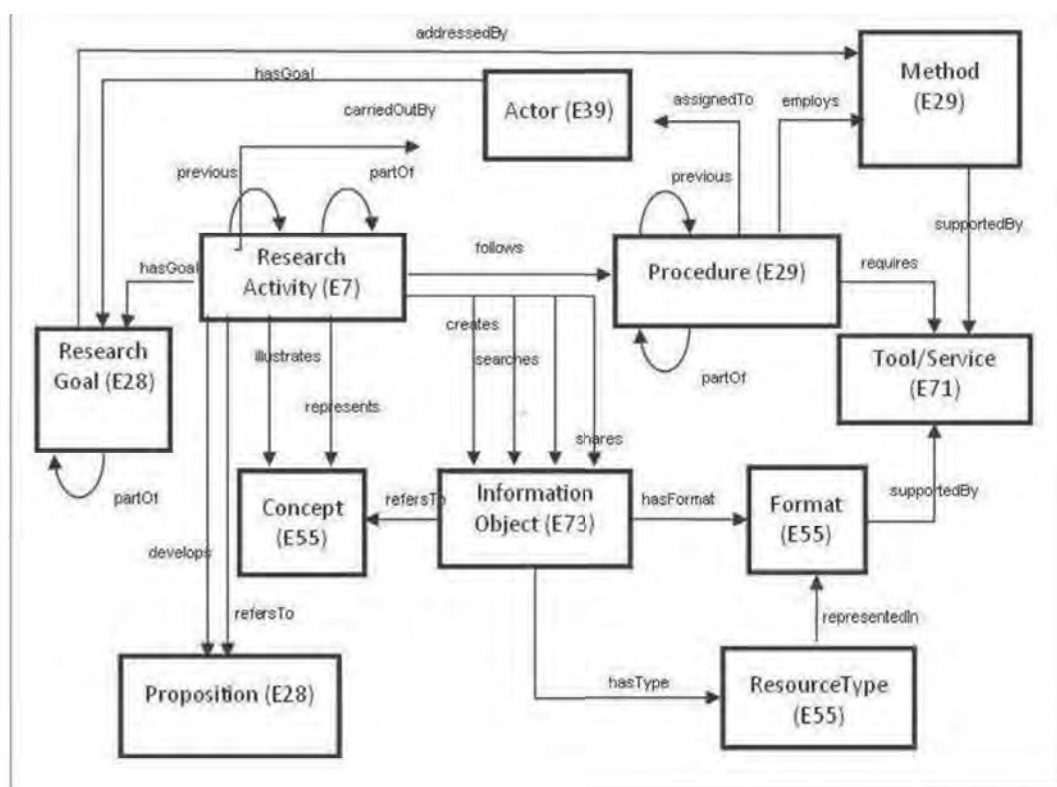 addressedBy
hasGoal
Actor (E39)
Method
(E29)
assignedTo
employs
carriedOutBy
previous
partOf
previous
supportedBy
Research
Activity (E7)
follows
Procedure (E29)
requires
hasGoal
creates
illustrates
searches
Research
Goal (E28)
Tool/Service
(E71)
partOf
represents
shares
partOf
Concept
(E55)
refersTo
Information
Object (E73)
hasFormat
Format
(E55)
supportedBy
develops
refersTo
representedIn
Proposition (E28)
hasType
ResourceType
(E55)